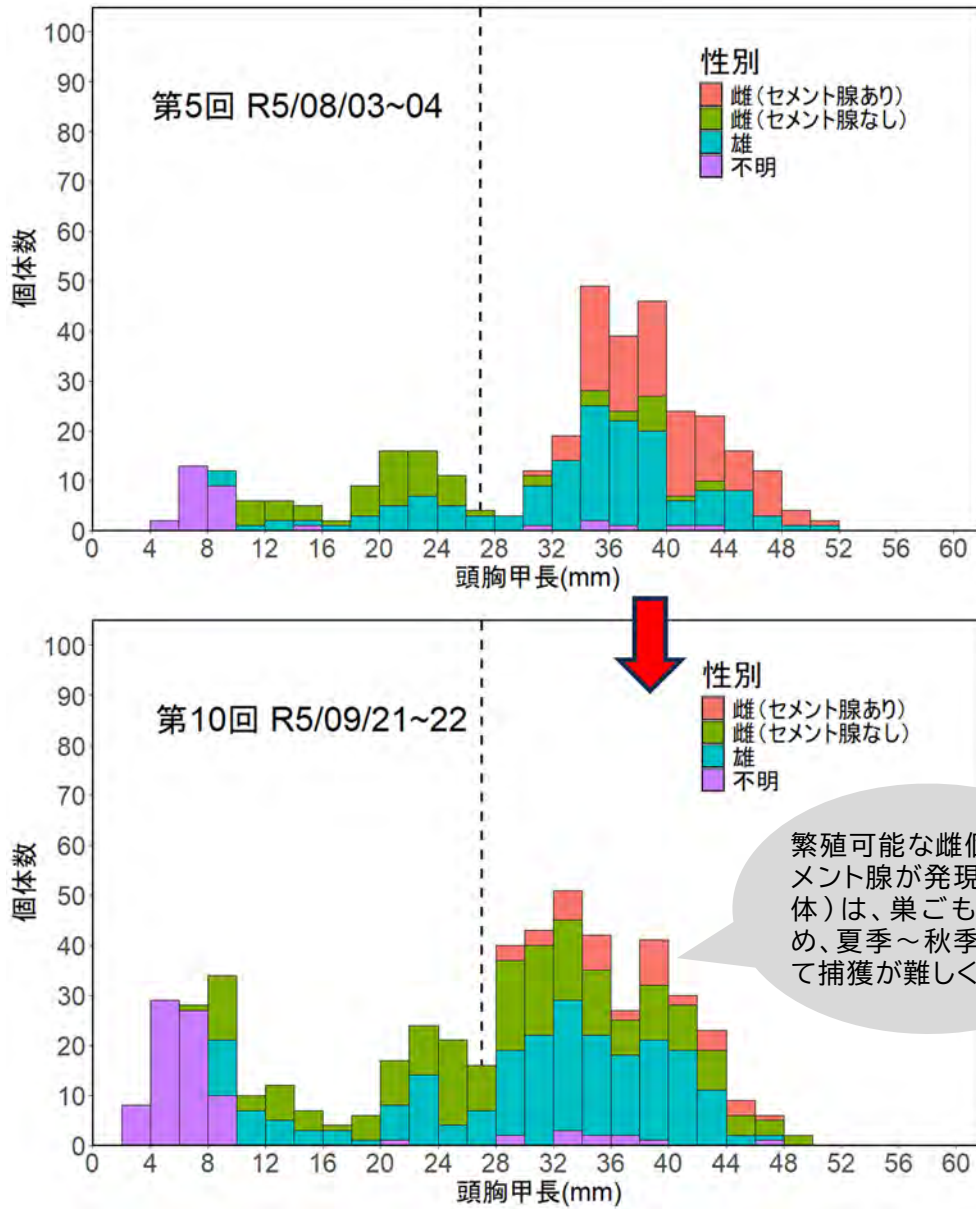 100
90
80
70
60
50
40
30
20
10
0
個体数
第5回 R5/08/03~04
性別
雌(セメント腺あり)
雌(セメント腺なし)
雄
不明
0 4 8 12 16 20 24 28 32 36 40 44 48 52 56 60
頭胸甲長(mm)
100
90
80
70
60
50
40
30
20
10
0
個体数
第10回 R5/09/21~22
性別
雌(セメント腺あり)
雌(セメント腺なし)
雄
不明
繁殖可能な雌
メント腺が発現
体)は、巣ごも
め、夏季～秋季
て捕獲が難しく
0 4 8 12 16 20 24 28 32 36 40 44 48 52 56 60
頭胸甲長(mm)